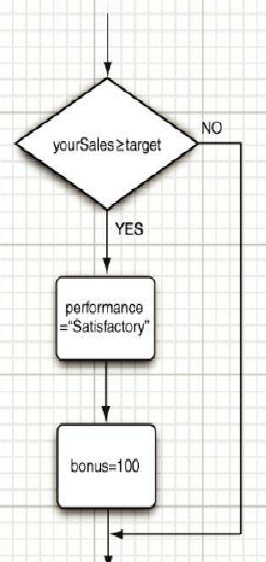 yourSales≥target
NO
YES
performance
="Satisfactory”
bonus=100